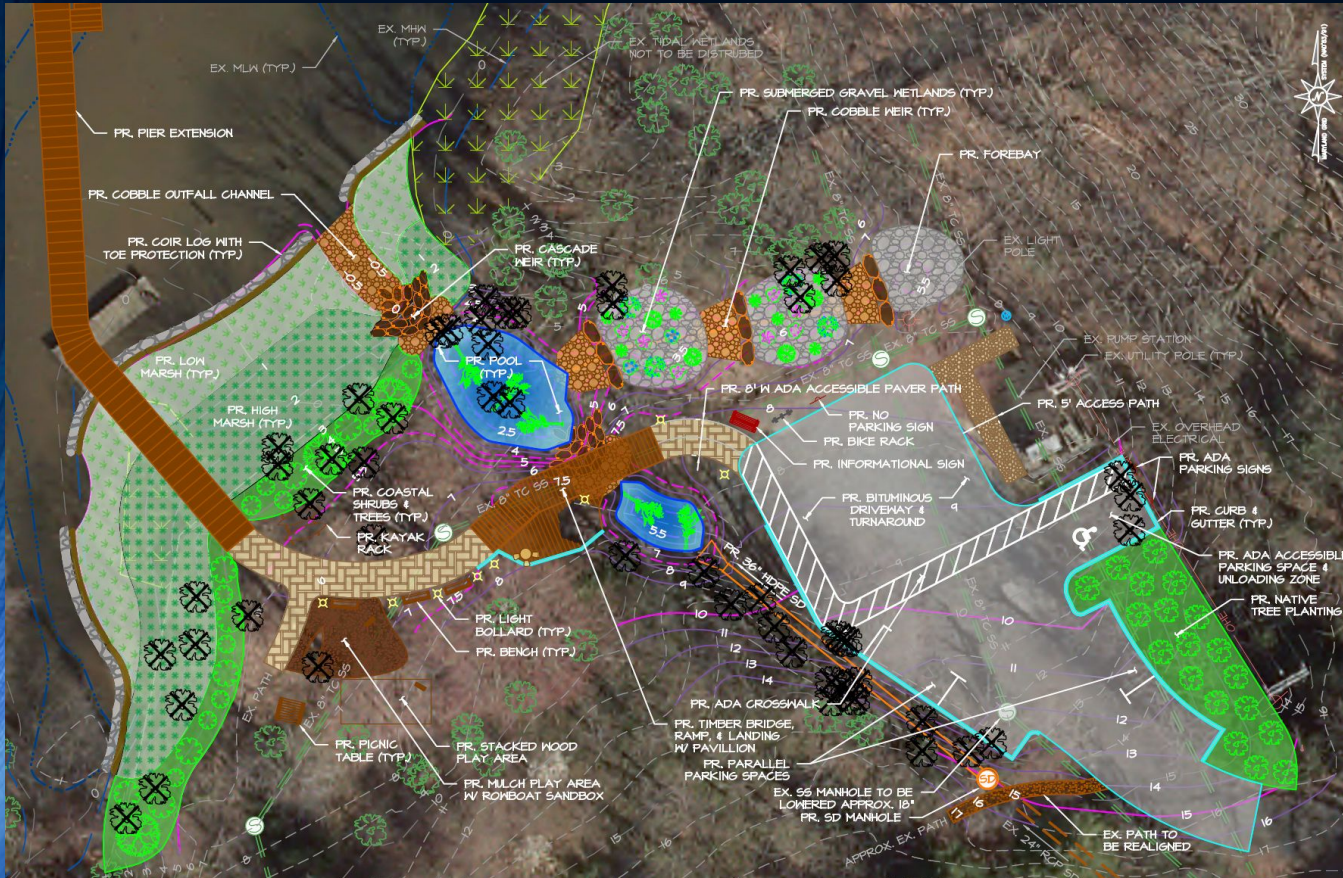 EX. MHW
(TYP.)
EX. TIDAL WETLANDS
NOT TO BE DISTRUBED
EX. MLW (TYP.)
PR. SUBMERGED GRAVEL WETLANDS (TYP.)
PR. COBBLE WEIR (TYP.)
PR. PIER EXTENSION
PR. FOREBAY
PR. COBBLE OUTFALL CHANNEL
PR. COIR LOG WITH
TOE PROTECTION (TYP.)
PR. CASCADE
WEIR (TYP.)
EX. LIGHT
POLE
EX. 8" TC SS
MARYLAND GRID
EX. PUMP STATION
EX. UTILITY POLE (TYP.)
PR. LOW
MARSH (TYP.)
PR. POOL
(TYP.)
PR. 8' W ADA ACCESSIBLE PAVER PATH
PR. 5' ACCESS PATH
PR. HIGH
MARSH (TYP.)
PR. NO
PARKING SIGN
PR. BIKE RACK
EX. OVERHEAD
ELECTRICAL
PR. INFORMATIONAL SIGN
PR. ADA
PARKING SIGNS
PR. COASTAL
SHRUBS &
TREES (TYP.)
PR. BITUMINOUS
DRIVEWAY &
TURNAROUND
PR. CURB &
GUTTER (TYP.)
PR. KAYAK
RACK
EX. 8" TC SS
PR. 36" HDPE SD
PR. ADA ACCESSIBLE
PARKING SPACE &
UNLOADING ZONE
PR. NATIVE
TREE PLANTING
PR. LIGHT
BOLLARD (TYP.)
PR. BENCH (TYP.)
EX. PATH
EX. 8" TC SS
PR. ADA CROSSWALK
PR. TIMBER BRIDGE,
RAMP, & LANDING
W/ PAVILLION
PR. PICNIC
TABLE (TYP.)
PR. STACKED WOOD
PLAY AREA
PR. PARALLEL
PARKING SPACES
PR. MULCH PLAY AREA
W/ ROWBOAT SANDBOX
EX. SS MANHOLE TO BE
LOWERED APPROX. 18"
PR. SD MANHOLE
SD
APPROX. EX. PATH
EX. 24" RCP SD
EX. PATH TO
BE REALIGNED